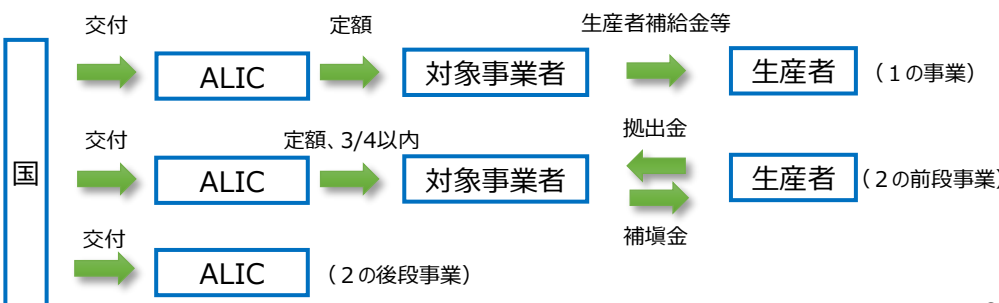 交付 定額 生産者補給金等
ALIC 対象事業者 生産者 (1の事業)
交付 定額、3/4以内 拠出金
国 ALIC 対象事業者 生産者 (2の前段事業)
交付 補塡金
ALIC (2の後段事業)